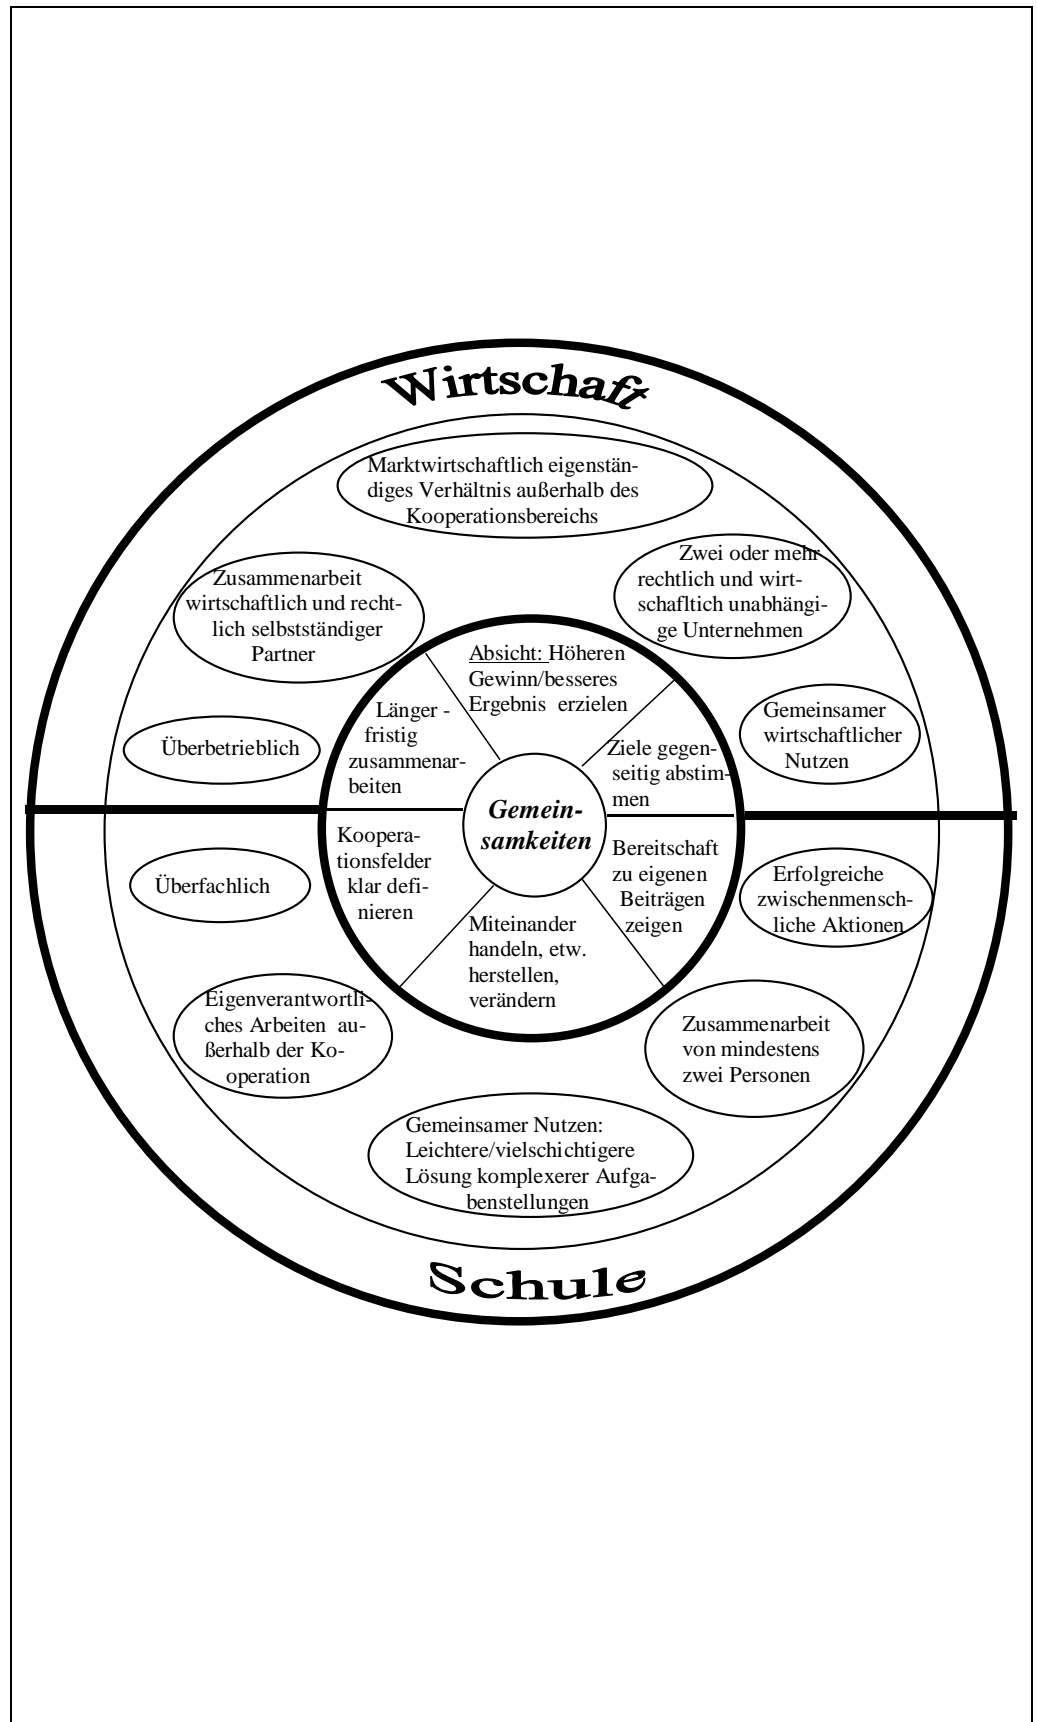 Wirtschaft
Marktwirtschaftlich eigenstän-
diges Verhältnis außerhalb des
Kooperationsbereichs
Zwei oder mehr
rechtlich und wirt-
schafltich unabhängi-
ge Unternehmen
Zusammenarbeit
wirtschaftlich und recht-
lich selbstständiger
Partner
Gemeinsamer
wirtschaftlicher
Nutzen
Überbetrieblich
Absicht: Höheren
Gewinn/besseres
Ergebnis erzielen
Länger -
fristig
zusammenar-
beiten
Ziele gegen-
seitig abstim-
men
Gemein-
samkeiten
Koopera-
tionsfelder
klar defi-
nieren
Bereitschaft
zu eigenen
Beiträgen
zeigen
Miteinander
handeln, etw.
herstellen,
verändern
Überfachlich
Erfolgreiche
zwischenmensch-
liche Aktionen
Eigenverantwortli-
ches Arbeiten au-
ßerhalb der Ko-
operation
Zusammenarbeit
von mindestens
zwei Personen
Gemeinsamer Nutzen:
Leichtere/vielschichtigere
Lösung komplexerer Aufga-
benstellungen
Schule